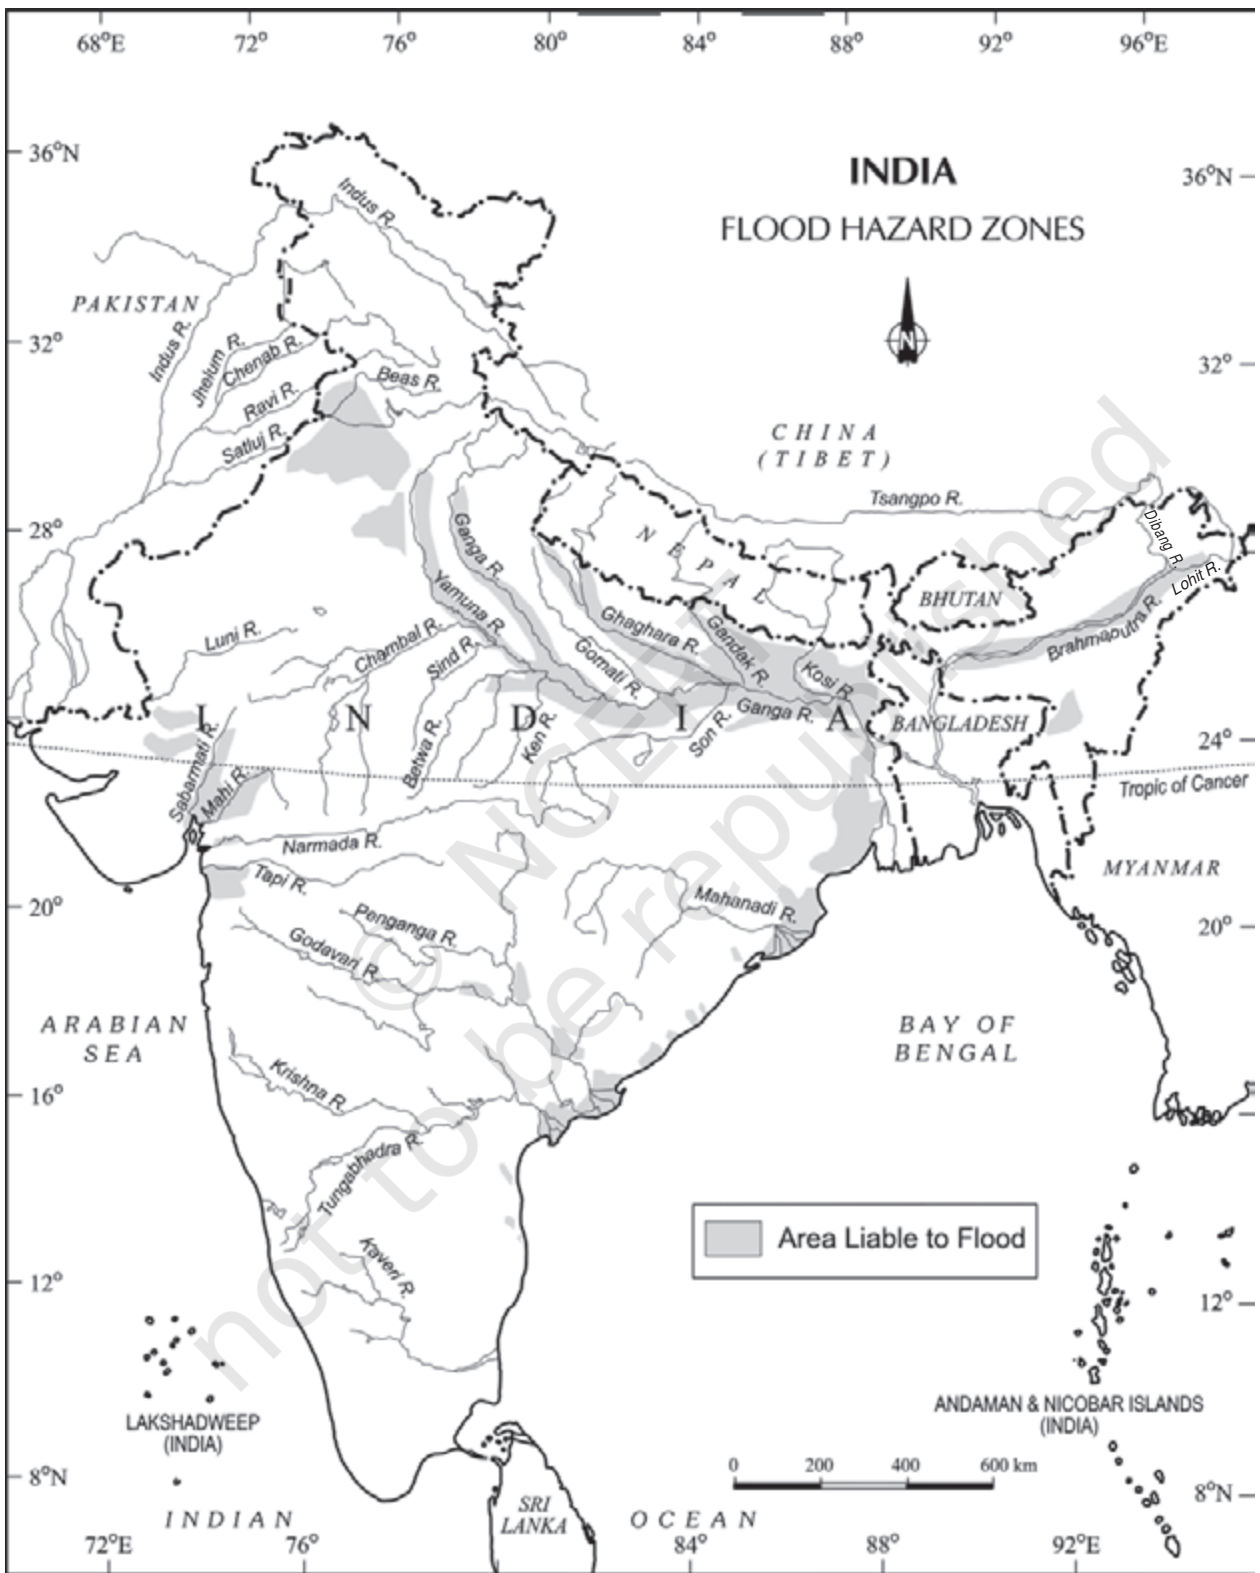 68°E 72° 76° 80° 84° 88° 92° 96°E
36°N
INDIA
36°N
FLOOD HAZARD ZONES
Indus R.
PAKISTAN
N
32°
Indus R.
Jhelum R.
Chenab R.
Beas R.
32°
Ravi R.
Satluj R.
CHINA
(TIBET)
Tsangpo R.
28°
Ganga R.
NEPAL
Dibang R.
Lohit R.
Yamuna R.
BHUTAN
Luni R.
Chambal R.
Sind R.
Ghaghara R.
Gomati R.
Gandak R.
Kosi R.
Brahmaputra R.
I N D I A
Ganga R.
BANGLADESH
24°
Sabarmati R.
Mahi R.
Betwa R.
Ken R.
Son R.
Tropic of Cancer
Narmada R.
MYANMAR
Tapi R.
20°
Mahanadi R.
20°
Penganga R.
Godavari R.
ARABIAN
SEA
BAY OF
BENGAL
16°
Krishna R.
Tungabhadra R.
Area Liable to Flood
12°
Kaveri R.
12°
LAKSHADWEEP
(INDIA)
ANDAMAN & NICOBAR ISLANDS
(INDIA)
0 200 400 600 km
8°N
8°N
SRI
LANKA
INDIAN OCEAN
72°E 76° 84° 88° 92°E
© NCERT
not to be republished